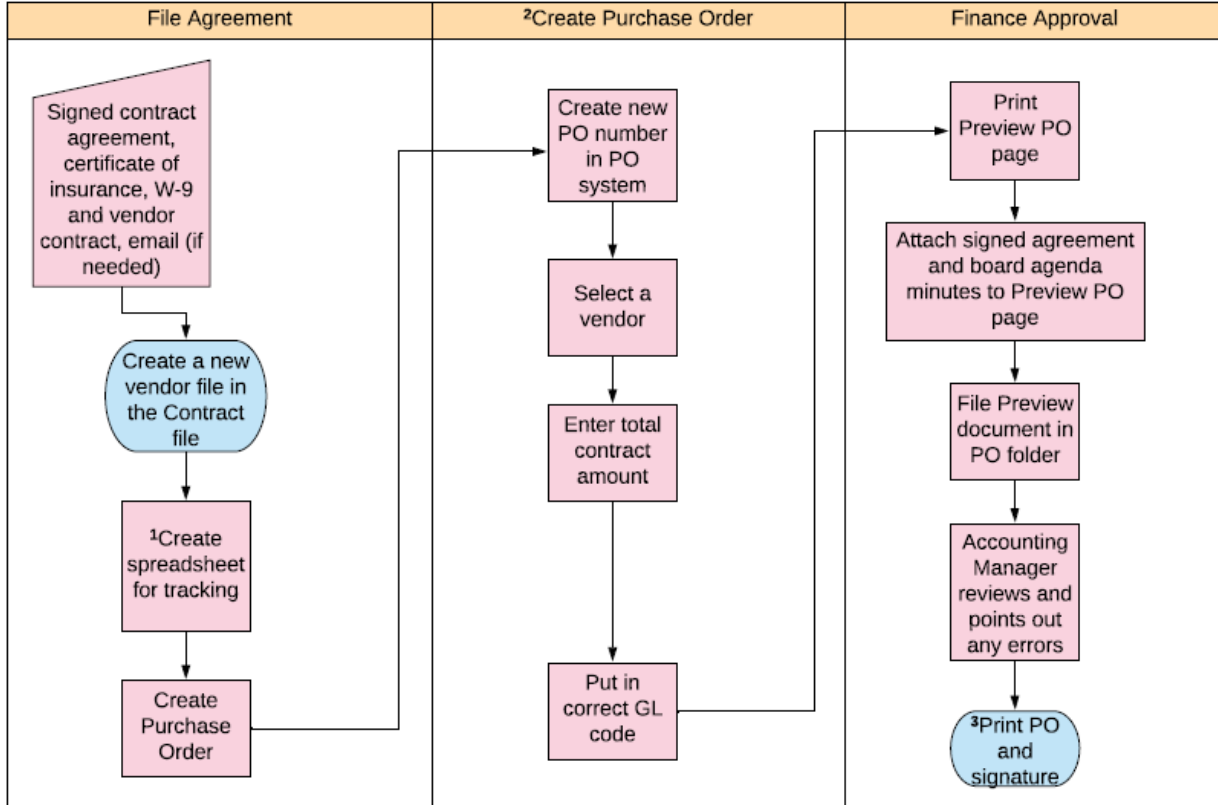 File Agreement
²Create Purchase Order
Finance Approval
Signed contract
agreement,
certificate of
insurance, W-9
and vendor
contract, email (if
needed)
Create a new
vendor file in
the Contract
file
¹Create
spreadsheet
for tracking
Create
Purchase
Order
Create new
PO number
in PO
system
Select a
vendor
Enter total
contract
amount
Put in
correct GL
code
Print
Preview PO
page
Attach signed agreement
and board agenda
minutes to Preview PO
page
File Preview
document in
PO folder
Accounting
Manager
reviews and
points out
any errors
³Print PO
and
signature